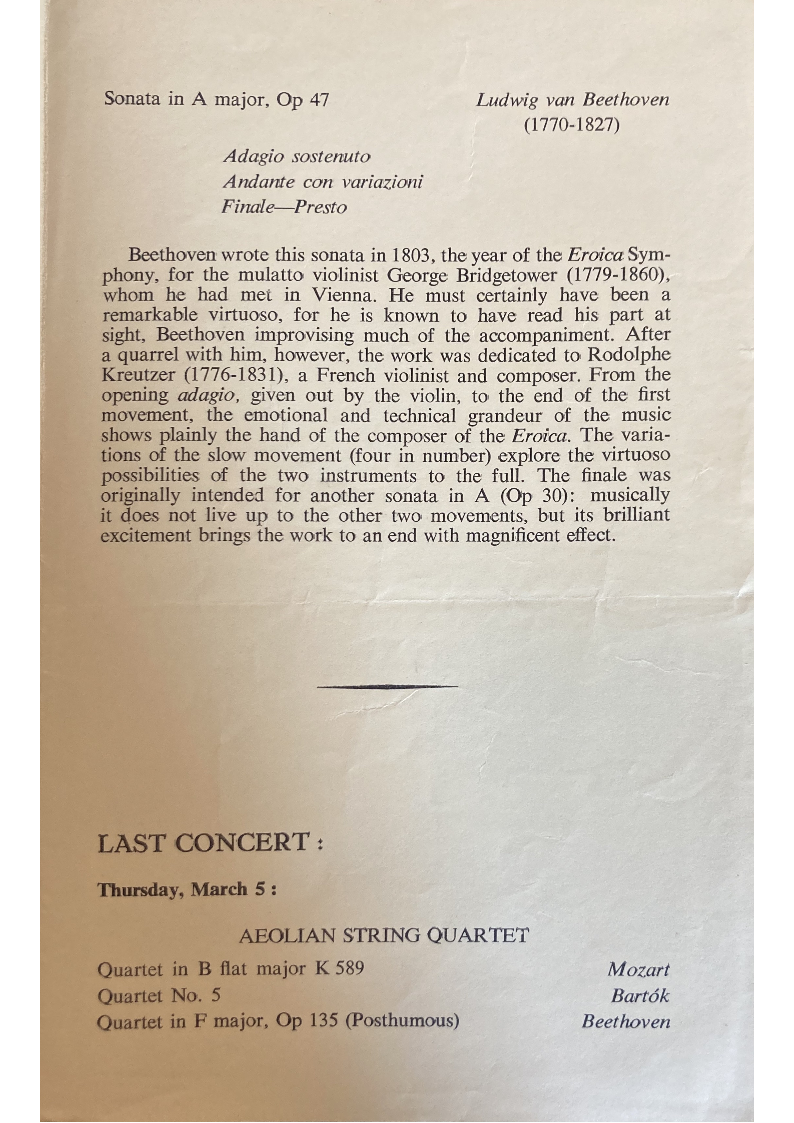 Sonata in A major, Op 47 Ludwig van Beethoven
(1770-1827)
Adagio sostenuto
Andante con variazioni
Finale—Presto
Beethoven wrote this sonata in 1803, the year of the Eroica Sym-
phony, for the mulatto violinist George Bridgetower (1779-1860),
whom he had met in Vienna. He must certainly have been a
remarkable virtuoso, for he is known to have read his part at
sight, Beethoven improvising much of the accompaniment. After
a quarrel with him, however, the work was dedicated to Rodolphe
Kreutzer (1776-1831), a French violinist and composer. From the
opening adagio, given out by the violin, to the end of the first
movement, the emotional and technical grandeur of the music
shows plainly the hand of the composer of the Eroica. The varia-
tions of the slow movement (four in number) explore the virtuoso
possibilities of the two instruments to the full. The finale was
originally intended for another sonata in A (Op 30): musically
it does not live up to the other two movements, but its brilliant
excitement brings the work to an end with magnificent effect.
LAST CONCERT :
Thursday, March 5 :
AEOLIAN STRING QUARTET
Quartet in B flat major K 589 Mozart
Quartet No. 5 Bartók
Quartet in F major, Op 135 (Posthumous) Beethoven